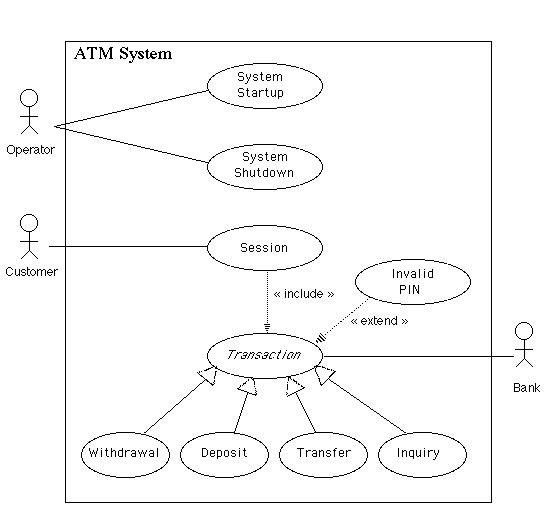 ATM System
System
Startup
Operator
System
Shutdown
Customer
Session
Invalid
PIN
« include »
« extend »
Transaction
Bank
Withdrawal
Deposit
Transfer
Inquiry